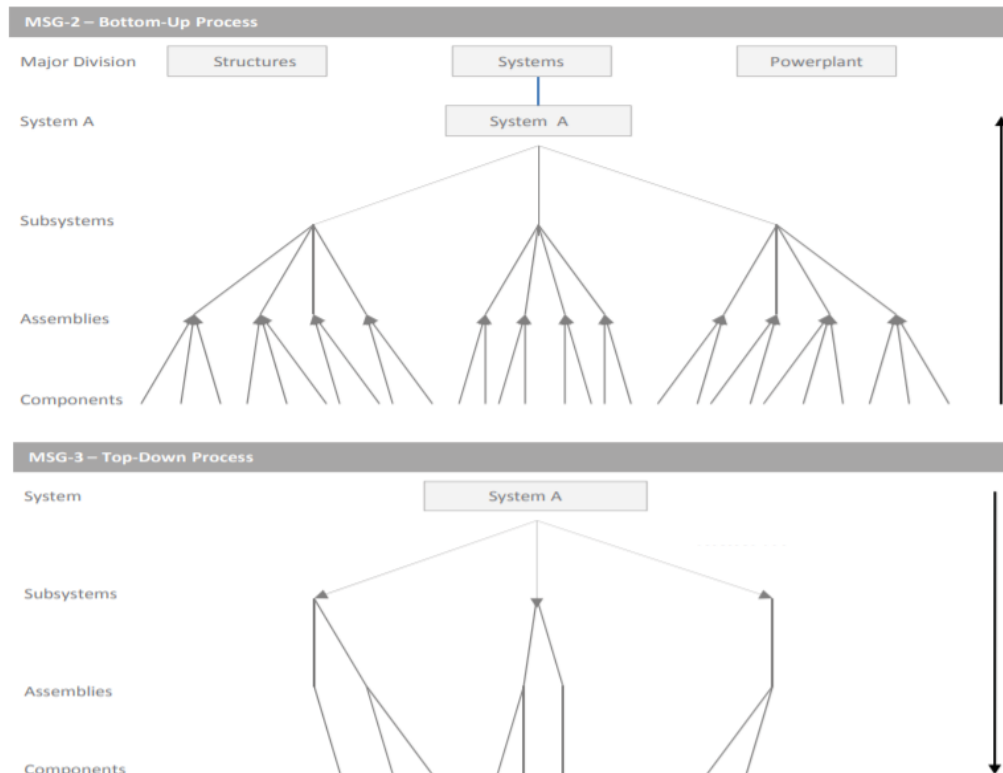 MSG-2 – Bottom-Up Process
Major Division Structures Systems Powerplant
System A System A
Subsystems
Assemblies
Components
MSG-3 – Top-Down Process
System System A
Subsystems
Assemblies
Components